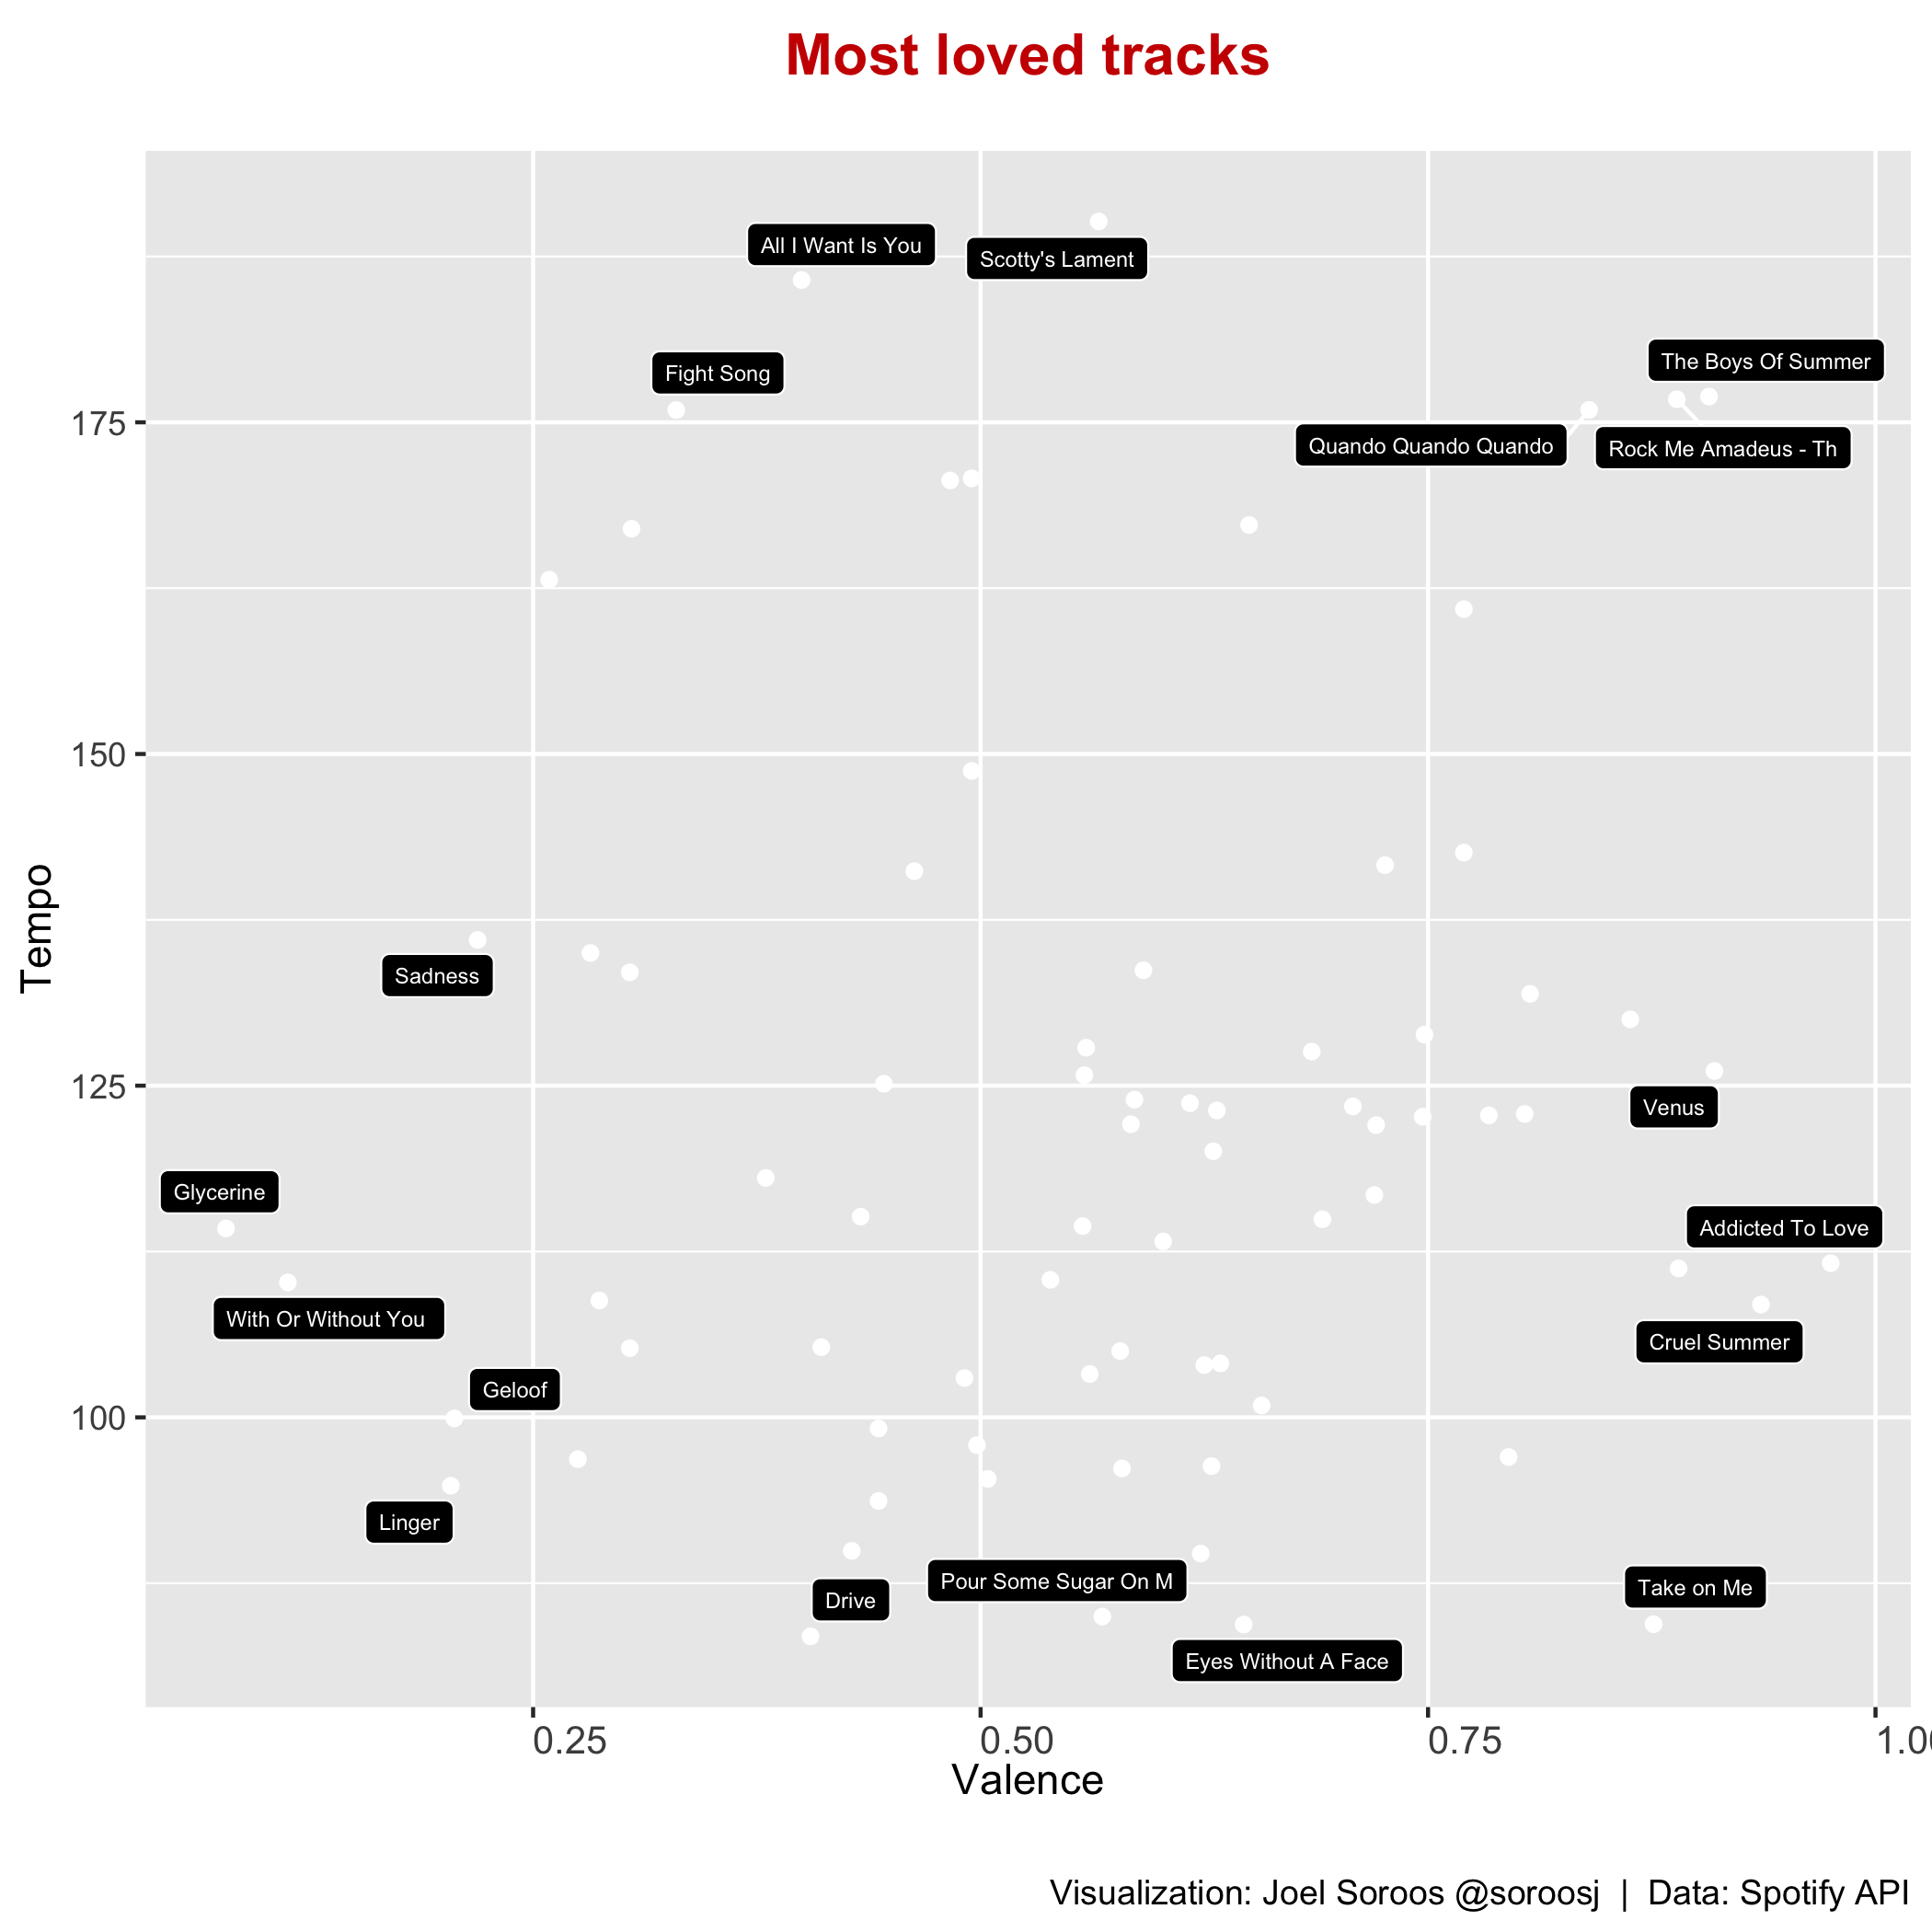 Most loved tracks
All I Want Is You
Scotty's Lament
The Boys Of Summer
Fight Song
175
Quando Quando Quando
Rock Me Amadeus - Th
150
Tempo
Sadness
125
Venus
Glycerine
Addicted To Love
With Or Without You
Cruel Summer
Geloof
100
Linger
Pour Some Sugar On M
Take on Me
Drive
Eyes Without A Face
0.25 0.50 0.75 1.00
Valence
Visualization: Joel Soroos @soroosj | Data: Spotify API